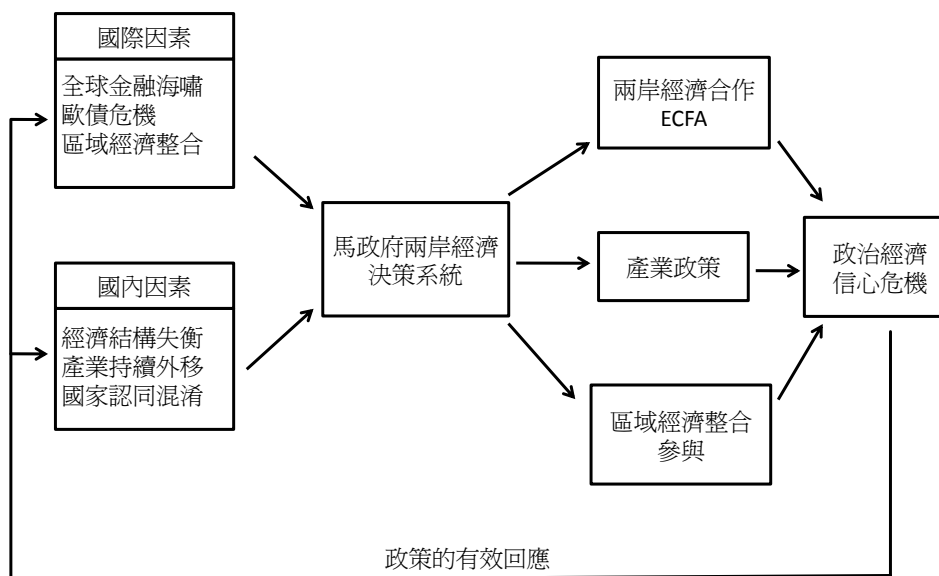 國際因素
全球金融海嘯
歐債危機
區域經濟整合
國內因素
經濟結構失衡
產業持續外移
國家認同混淆
馬政府兩岸經濟
決策系統
兩岸經濟合作
ECFA
產業政策
區域經濟整合
參與
政治經濟
信心危機
政策的有效回應